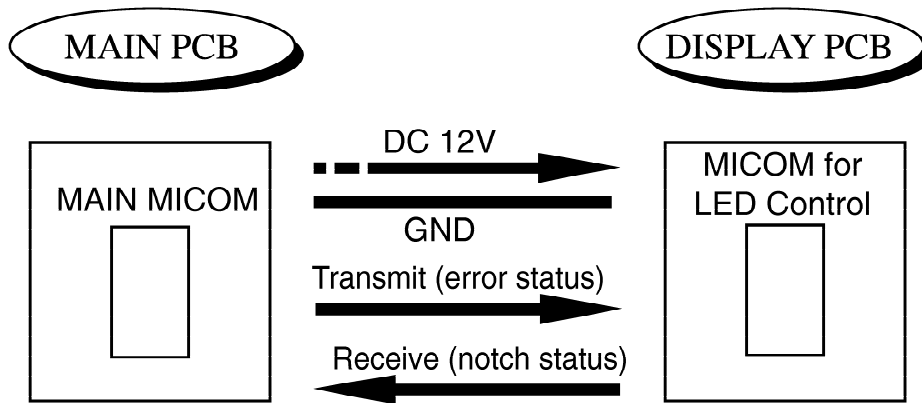 MAIN PCB
DISPLAY PCB
MAIN MICOM
DC 12V
GND
Transmit (error status)
Receive (notch status)
MICOM for
LED Control